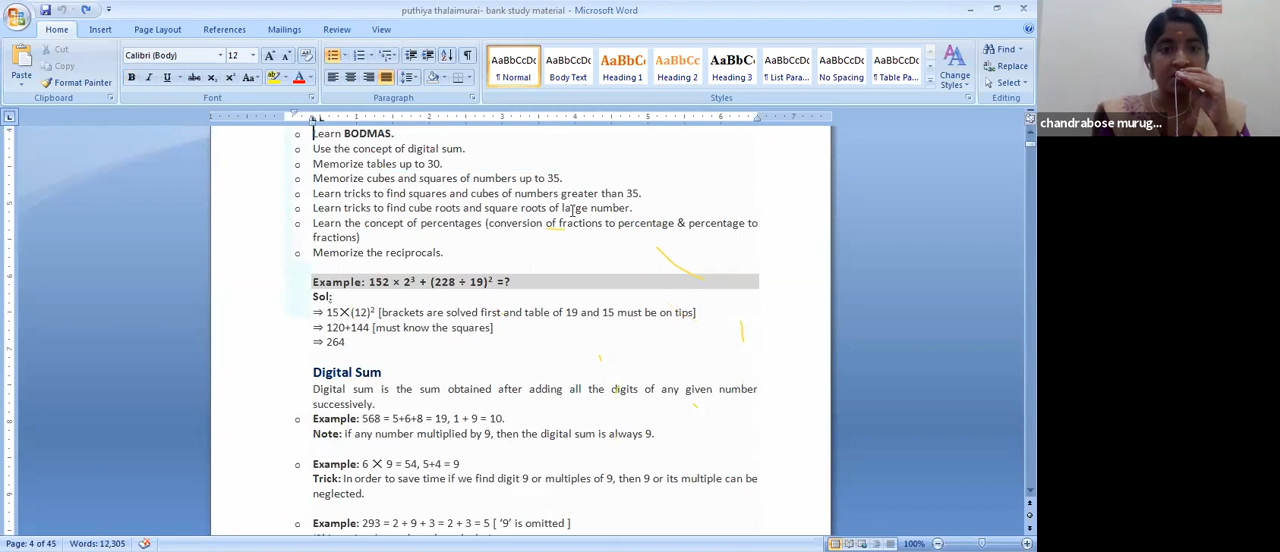 puthiya thalaimurai- bank study material - Microsoft Word
Home Insert Page Layout References Mailings Review View
Cut
Copy
Format Painter
Paste
Clipboard
Calibri (Body) 12
B I U abe X₂ X² Aa ab A
Font
Paragraph
AaBbCcDc AaBbCcDc AaBbC AaBbCc AaBbCc AaBbCcDc AaBbCcDc AaBbCcDc
¶ Normal Body Text Heading 1 Heading 2 Heading 3 ¶ List Para... ¶ No Spacing ¶ Table Pa...
Styles
Change
Styles
Find
Replace
Select
Editing
chandrabose murug...
Learn BODMAS.
o Use the concept of digital sum.
o Memorize tables up to 30.
o Memorize cubes and squares of numbers up to 35.
o Learn tricks to find squares and cubes of numbers greater than 35.
o Learn tricks to find cube roots and square roots of large number.
o Learn the concept of percentages (conversion of fractions to percentage & percentage to
fractions)
o Memorize the reciprocals.
Example: 152 × 2³ + (228 ÷ 19)² =?
Sol:
⇒ 15×(12)² [brackets are solved first and table of 19 and 15 must be on tips]
⇒ 120+144 [must know the squares]
⇒ 264
Digital Sum
Digital sum is the sum obtained after adding all the digits of any given number
successively.
o Example: 568 = 5+6+8 = 19, 1 + 9 = 10.
Note: if any number multiplied by 9, then the digital sum is always 9.
o Example: 6 × 9 = 54, 5+4 = 9
Trick: In order to save time if we find digit 9 or multiples of 9, then 9 or its multiple can be
neglected.
o Example: 293 = 2 + 9 + 3 = 2 + 3 = 5 [ '9' is omitted ]
Page: 4 of 45 Words: 12,305 100%